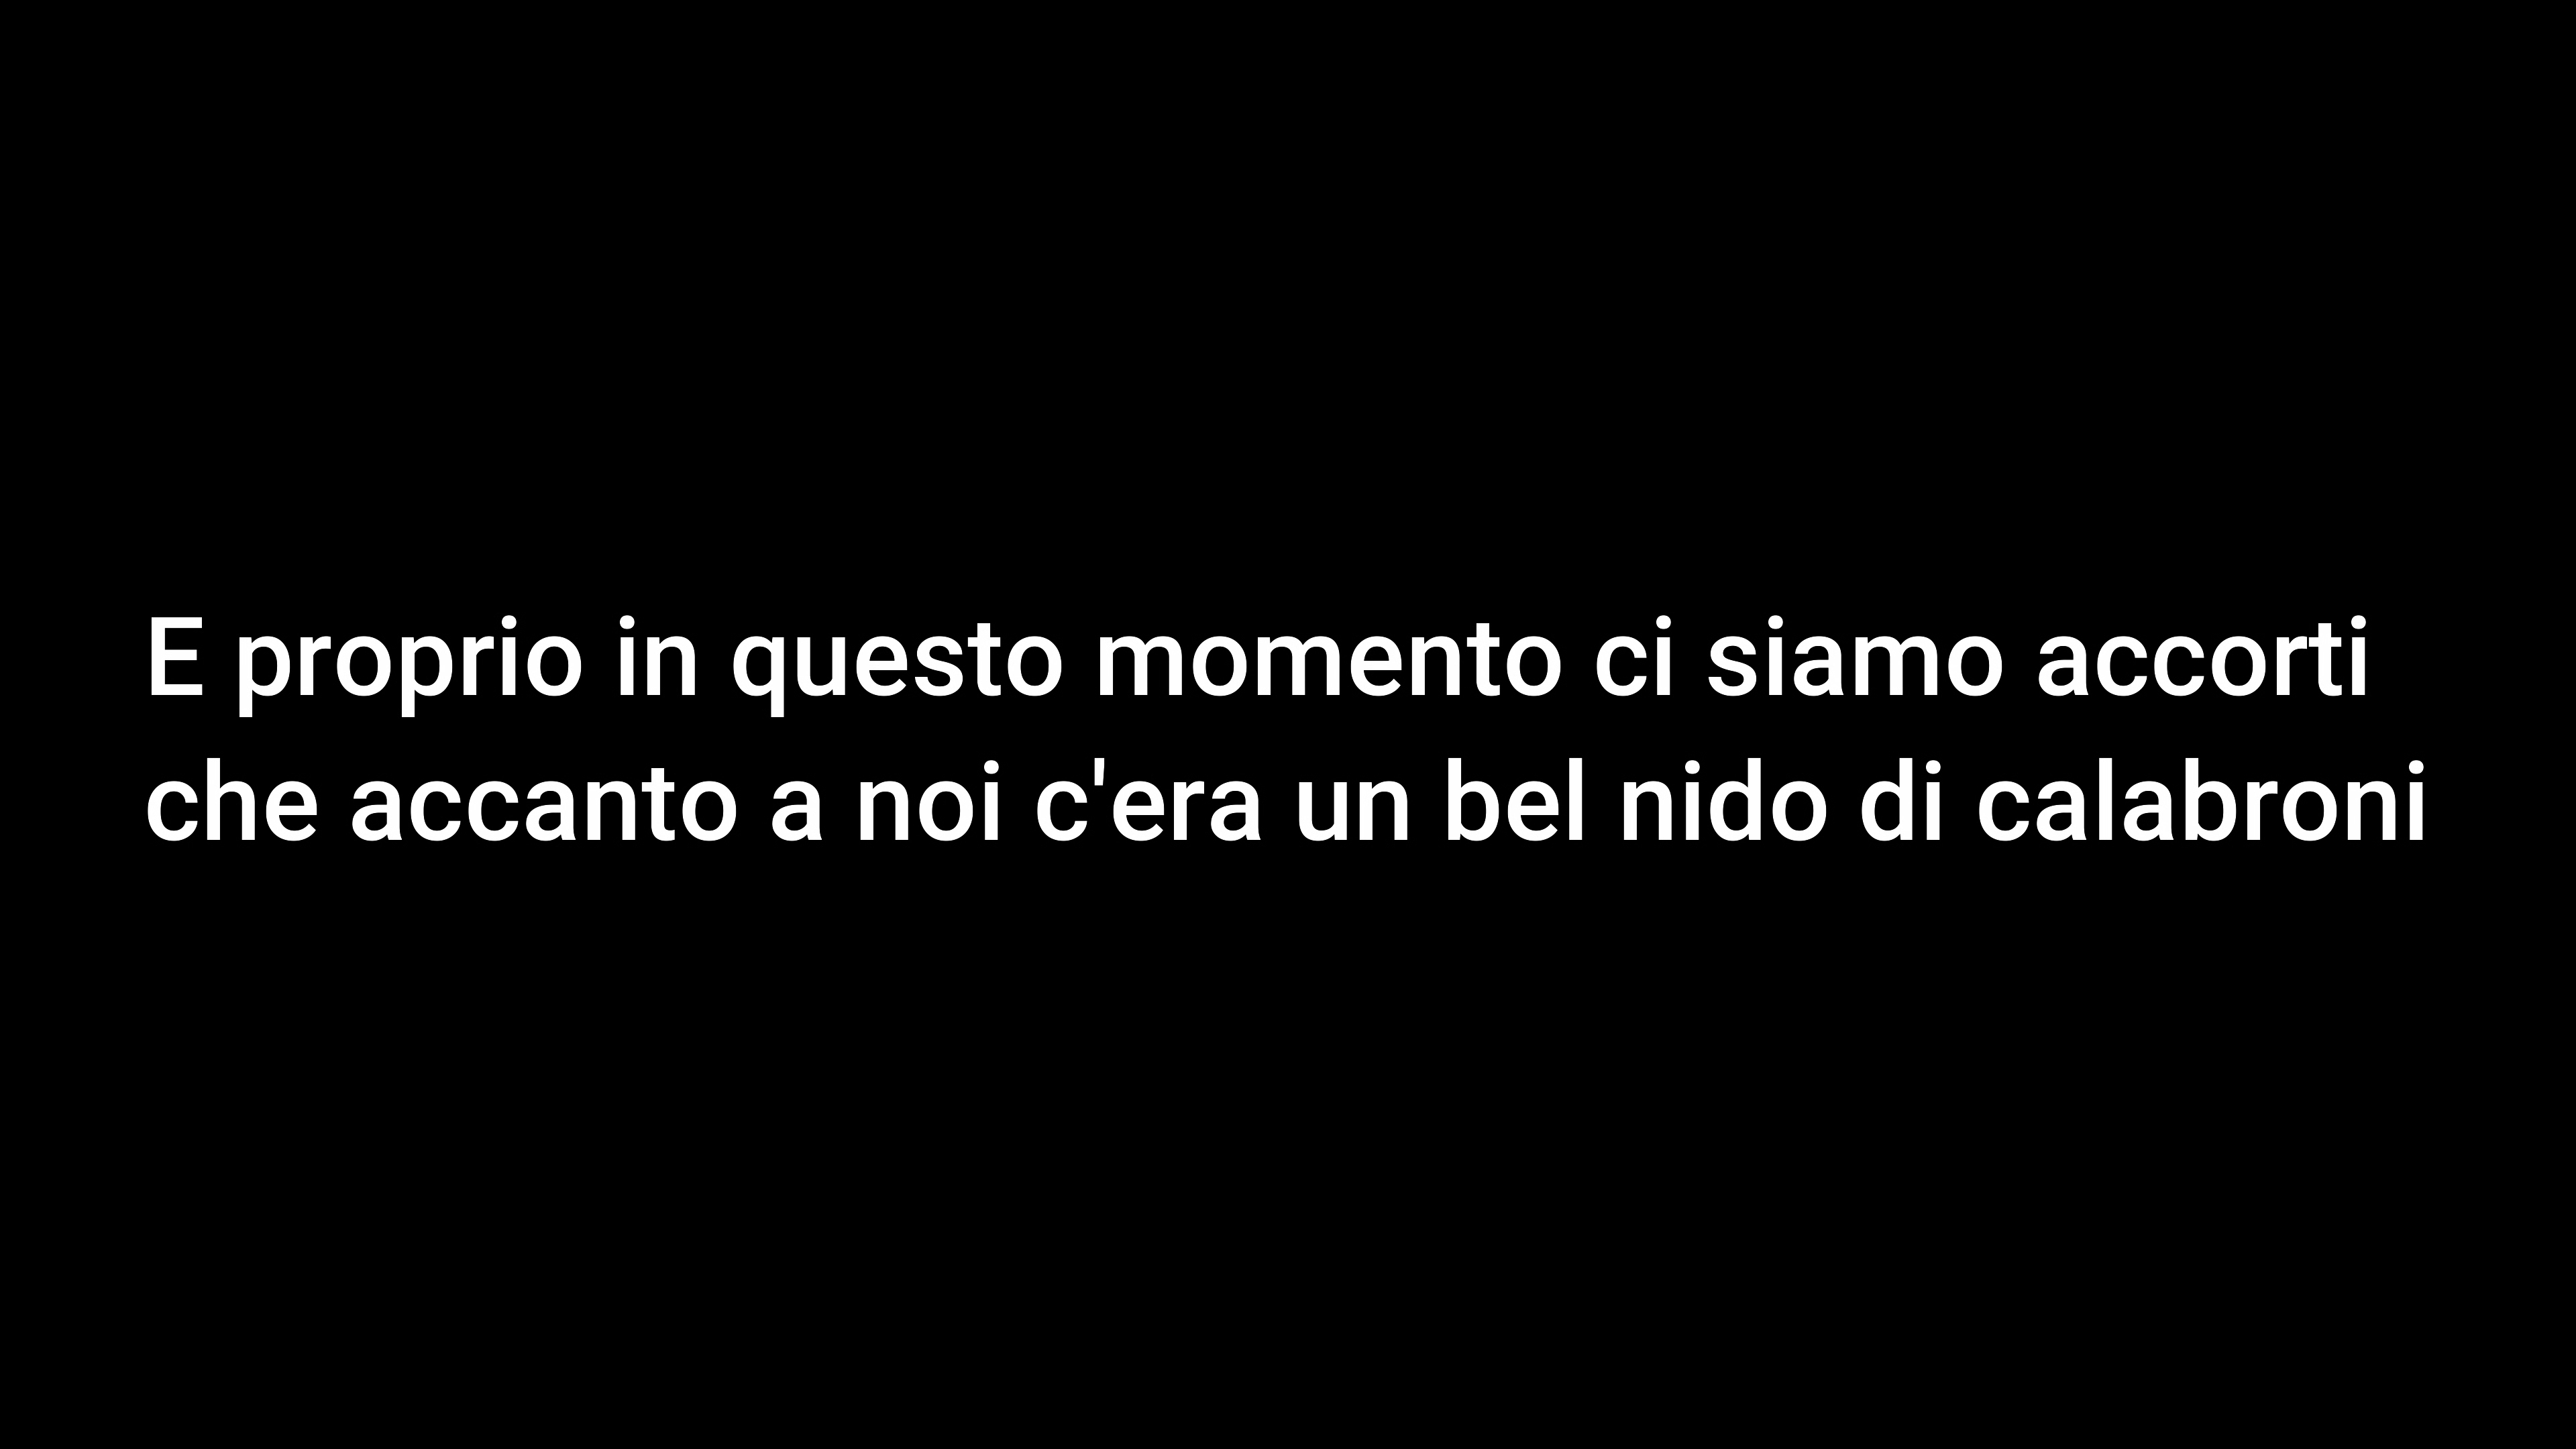 E proprio in questo momento ci siamo accorti
che accanto a noi c'era un bel nido di calabroni